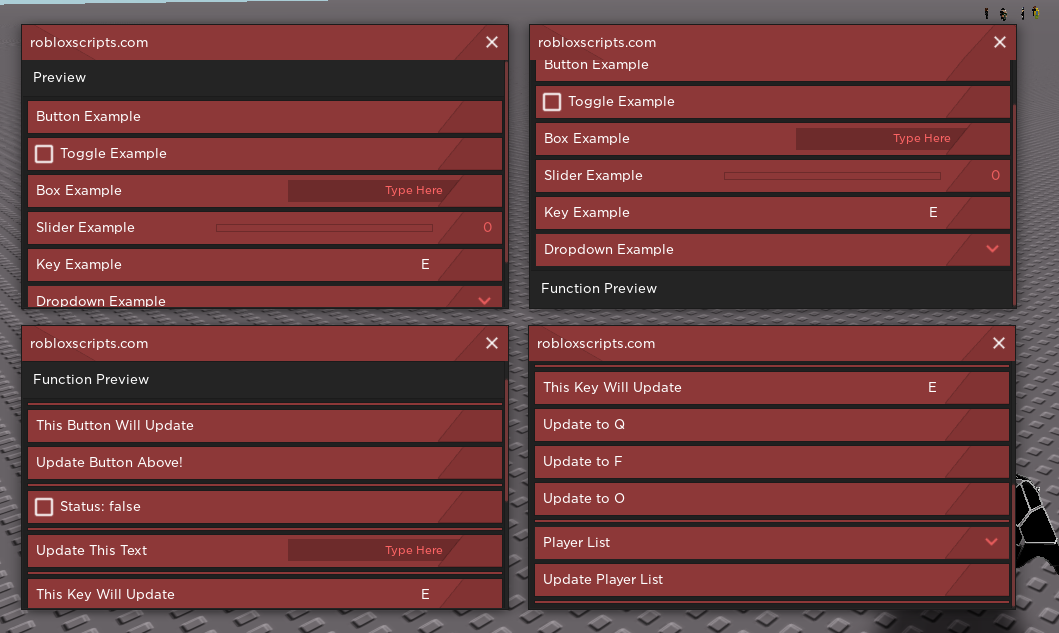 robloxscripts.com
Preview
Button Example
Toggle Example
Box Example Type Here
Slider Example 0
Key Example E
Dropdown Example
robloxscripts.com
Button Example
Toggle Example
Box Example Type Here
Slider Example 0
Key Example E
Dropdown Example
Function Preview
robloxscripts.com
Function Preview
This Button Will Update
Update Button Above!
Status: false
Update This Text Type Here
This Key Will Update E
robloxscripts.com
This Key Will Update E
Update to Q
Update to F
Update to O
Player List
Update Player List